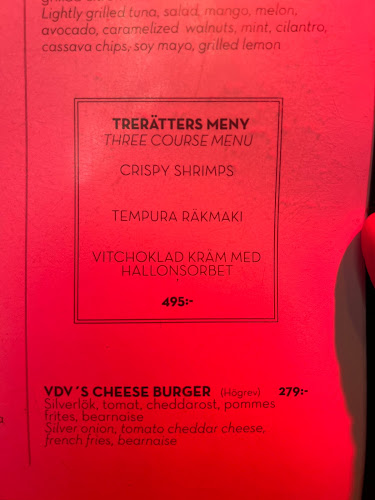 Lightly grilled tuna, salad, mango, melon,
avocado, caramelized walnuts, mint, cilantro,
cassava chips, soy mayo, grilled lemon
TRERÄTTERS MENY
THREE COURSE MENU
CRISPY SHRIMPS
TEMPURA RÄKMAKI
VITCHOKLAD KRÄM MED
HALLONSORBET
495:-
VDV´S CHEESE BURGER (Högrev) 279:-
Silverlök, tomat, cheddarost, pommes
frites, bearnaise
Silver onion, tomato cheddar cheese,
french fries, bearnaise